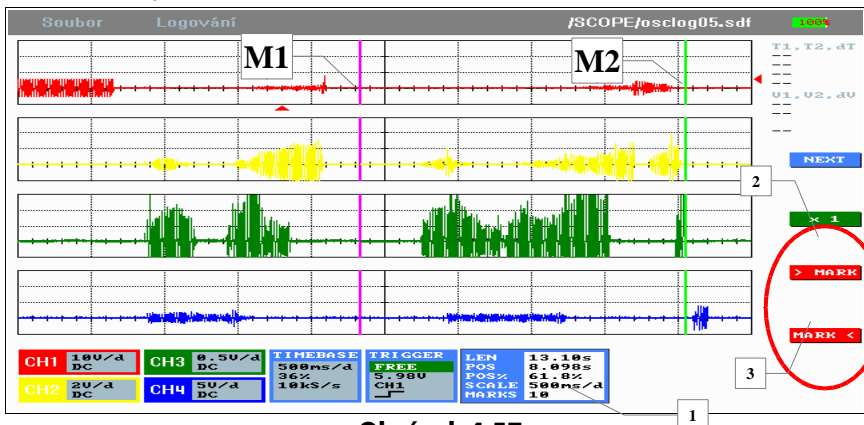 Soubor Logování /SCOPE/osclog05.sdf 100%
T1,T2,dT
--
--
--
V1,V2,dV
--
--
--
M1
M2
NEXT
2
x 1
> MARK
MARK <
3
CH1 10V/d DC
CH2 2V/d DC
CH3 0.5V/d DC
CH4 5V/d DC
TIMEBASE
500ms/d
36%
10kS/s
TRIGGER
FREE
5.98V
CH1
LEN 13.10s
POS 8.098s
POS% 61.8%
SCALE 500ms/d
MARKS 10
1